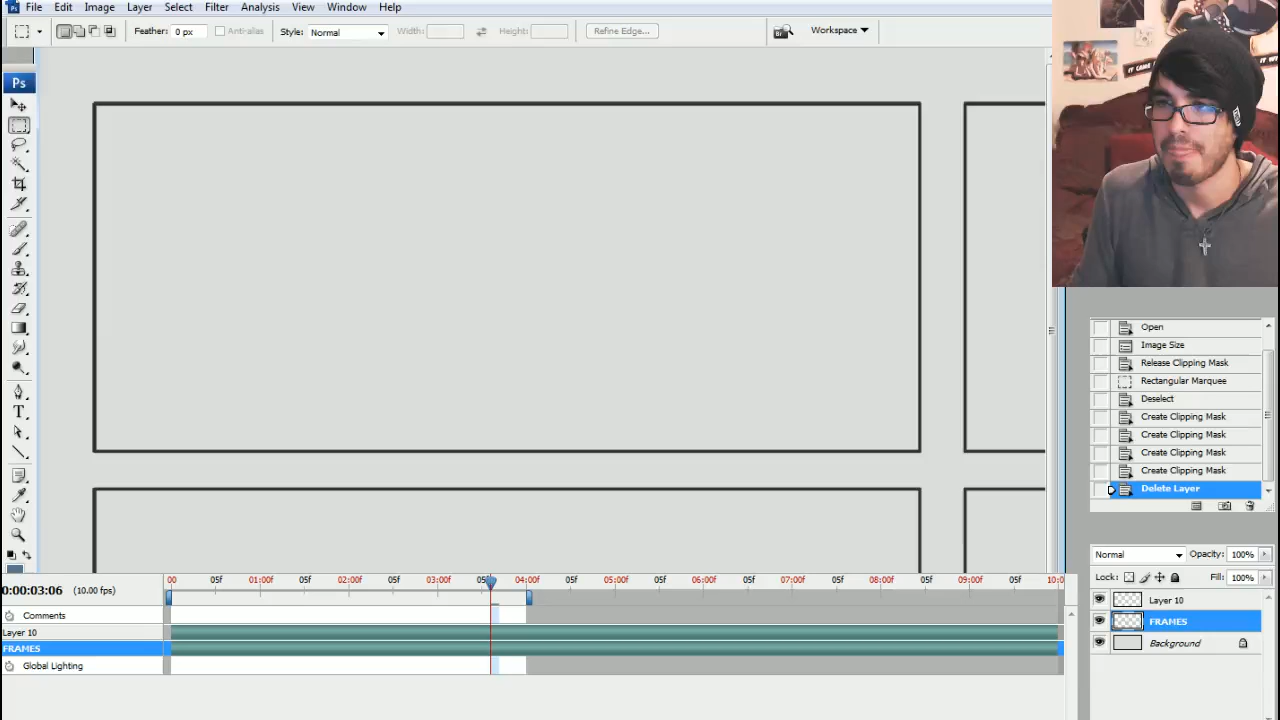 File Edit Image Layer Select Filter Analysis View Window Help
Feather: 0 px Anti-alias Style: Normal Width: Height: Refine Edge... Workspace
Ps
T
IT CAME
Open
Image Size
Release Clipping Mask
Rectangular Marquee
Deselect
Create Clipping Mask
Create Clipping Mask
Create Clipping Mask
Create Clipping Mask
Delete Layer
Normal Opacity: 100%
Lock: Fill: 100%
Layer 10
FRAMES
Background
0:00:03:06 (10.00 fps)
00 05f 01:00f 05f 02:00f 05f 03:00f 05f 04:00f 05f 05:00f 05f 06:00f 05f 07:00f 05f 08:00f 05f 09:00f 05f 10:0
Comments
Layer 10
FRAMES
Global Lighting